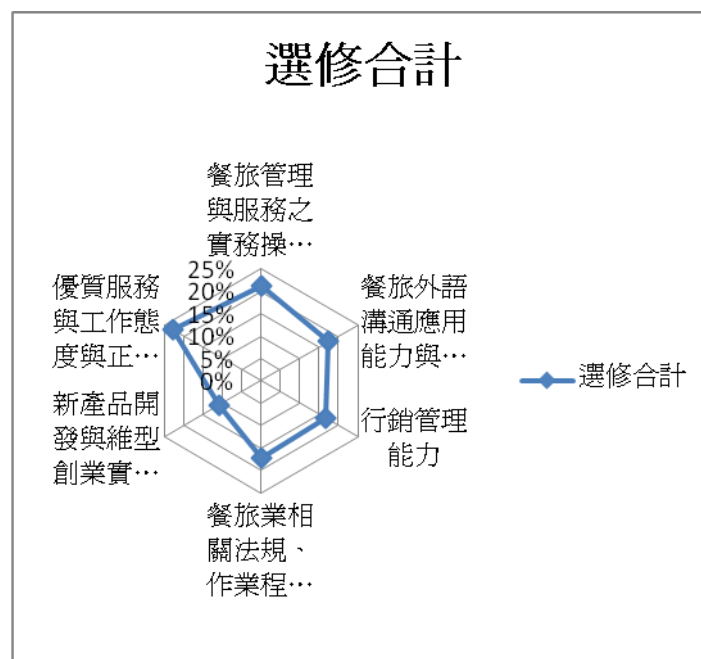 選修合計
餐旅管理
與服務之
實務操…
25%
20%
15%
10%
5%
0%
餐旅外語
溝通應用
能力與…
行銷管理
能力
餐旅業相
關法規、
作業程…
新產品開
發與維型
創業實…
優質服務
與工作態
度與正…
選修合計